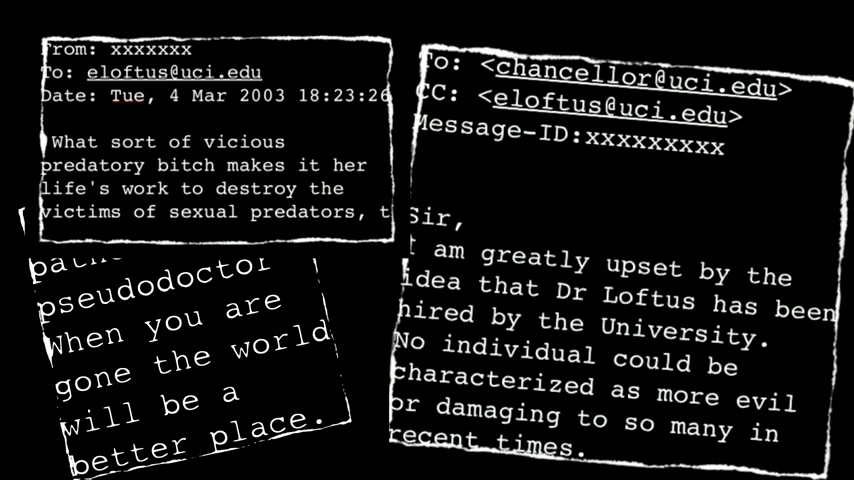 From: xxxxxxx
To: eloftus@uci.edu
Date: Tue, 4 Mar 2003 18:23:26
What sort of vicious
predatory bitch makes it her
life's work to destroy the
victims of sexual predators, t
pseudodoctor
When you are
gone the world
will be a
better place.
To: <chancellor@uci.edu>
CC: <eloftus@uci.edu>
Message-ID:xxxxxxxxx
Sir,
I am greatly upset by the
idea that Dr Loftus has been
hired by the University.
No individual could be
characterized as more evil
or damaging to so many in
recent times.